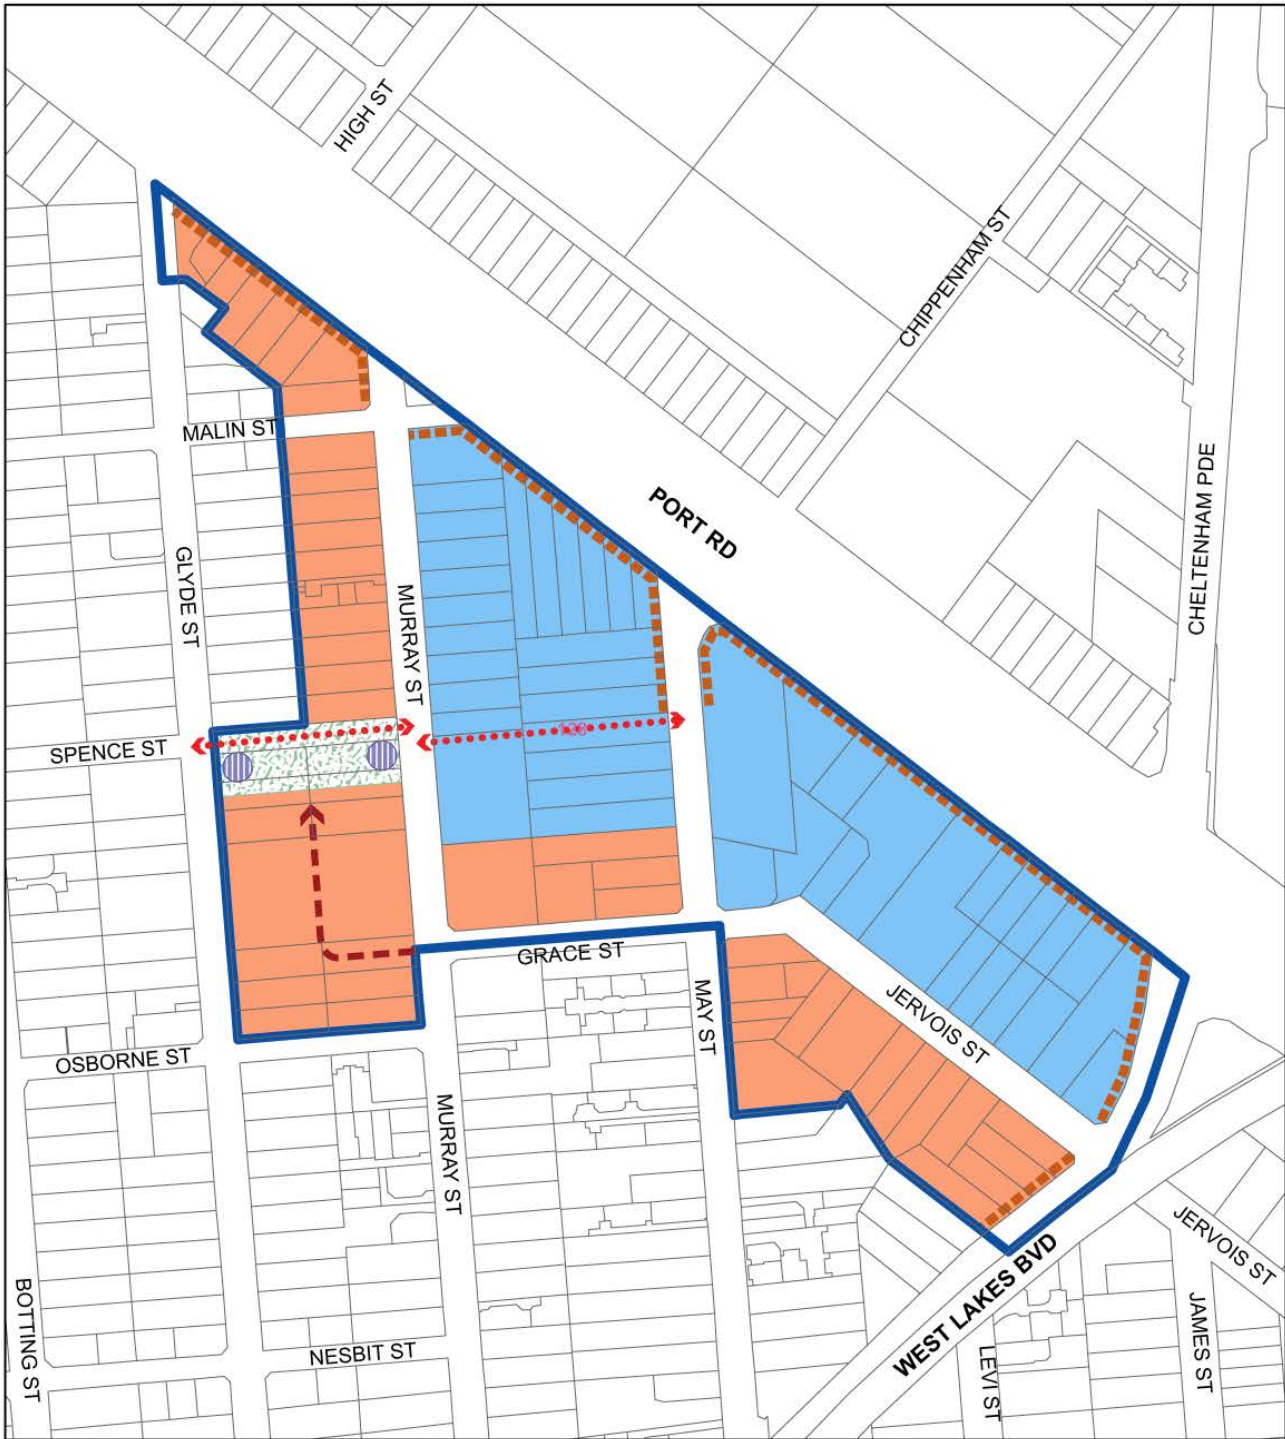 HIGH ST
CHIPPENHAM ST
MALIN ST
PORT RD
CHELTENHAM PDE
GLYDE ST
MURRAY ST
SPENCE ST
128
GRACE ST
MAY ST
JERVOIS ST
OSBORNE ST
MURRAY ST
JERVOIS ST
WEST LAKES BVD
BOTTING ST
NESBIT ST
LEVI ST
JAMES ST